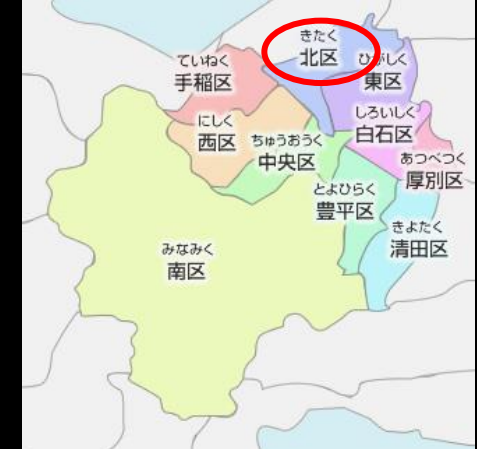 きたく
北区
ていねく
手稲区
ひがしく
東区
にしく
西区
ちゅうおうく
中央区
しろいしく
白石区
あつべつく
厚別区
とよひらく
豊平区
きよたく
清田区
みなみく
南区